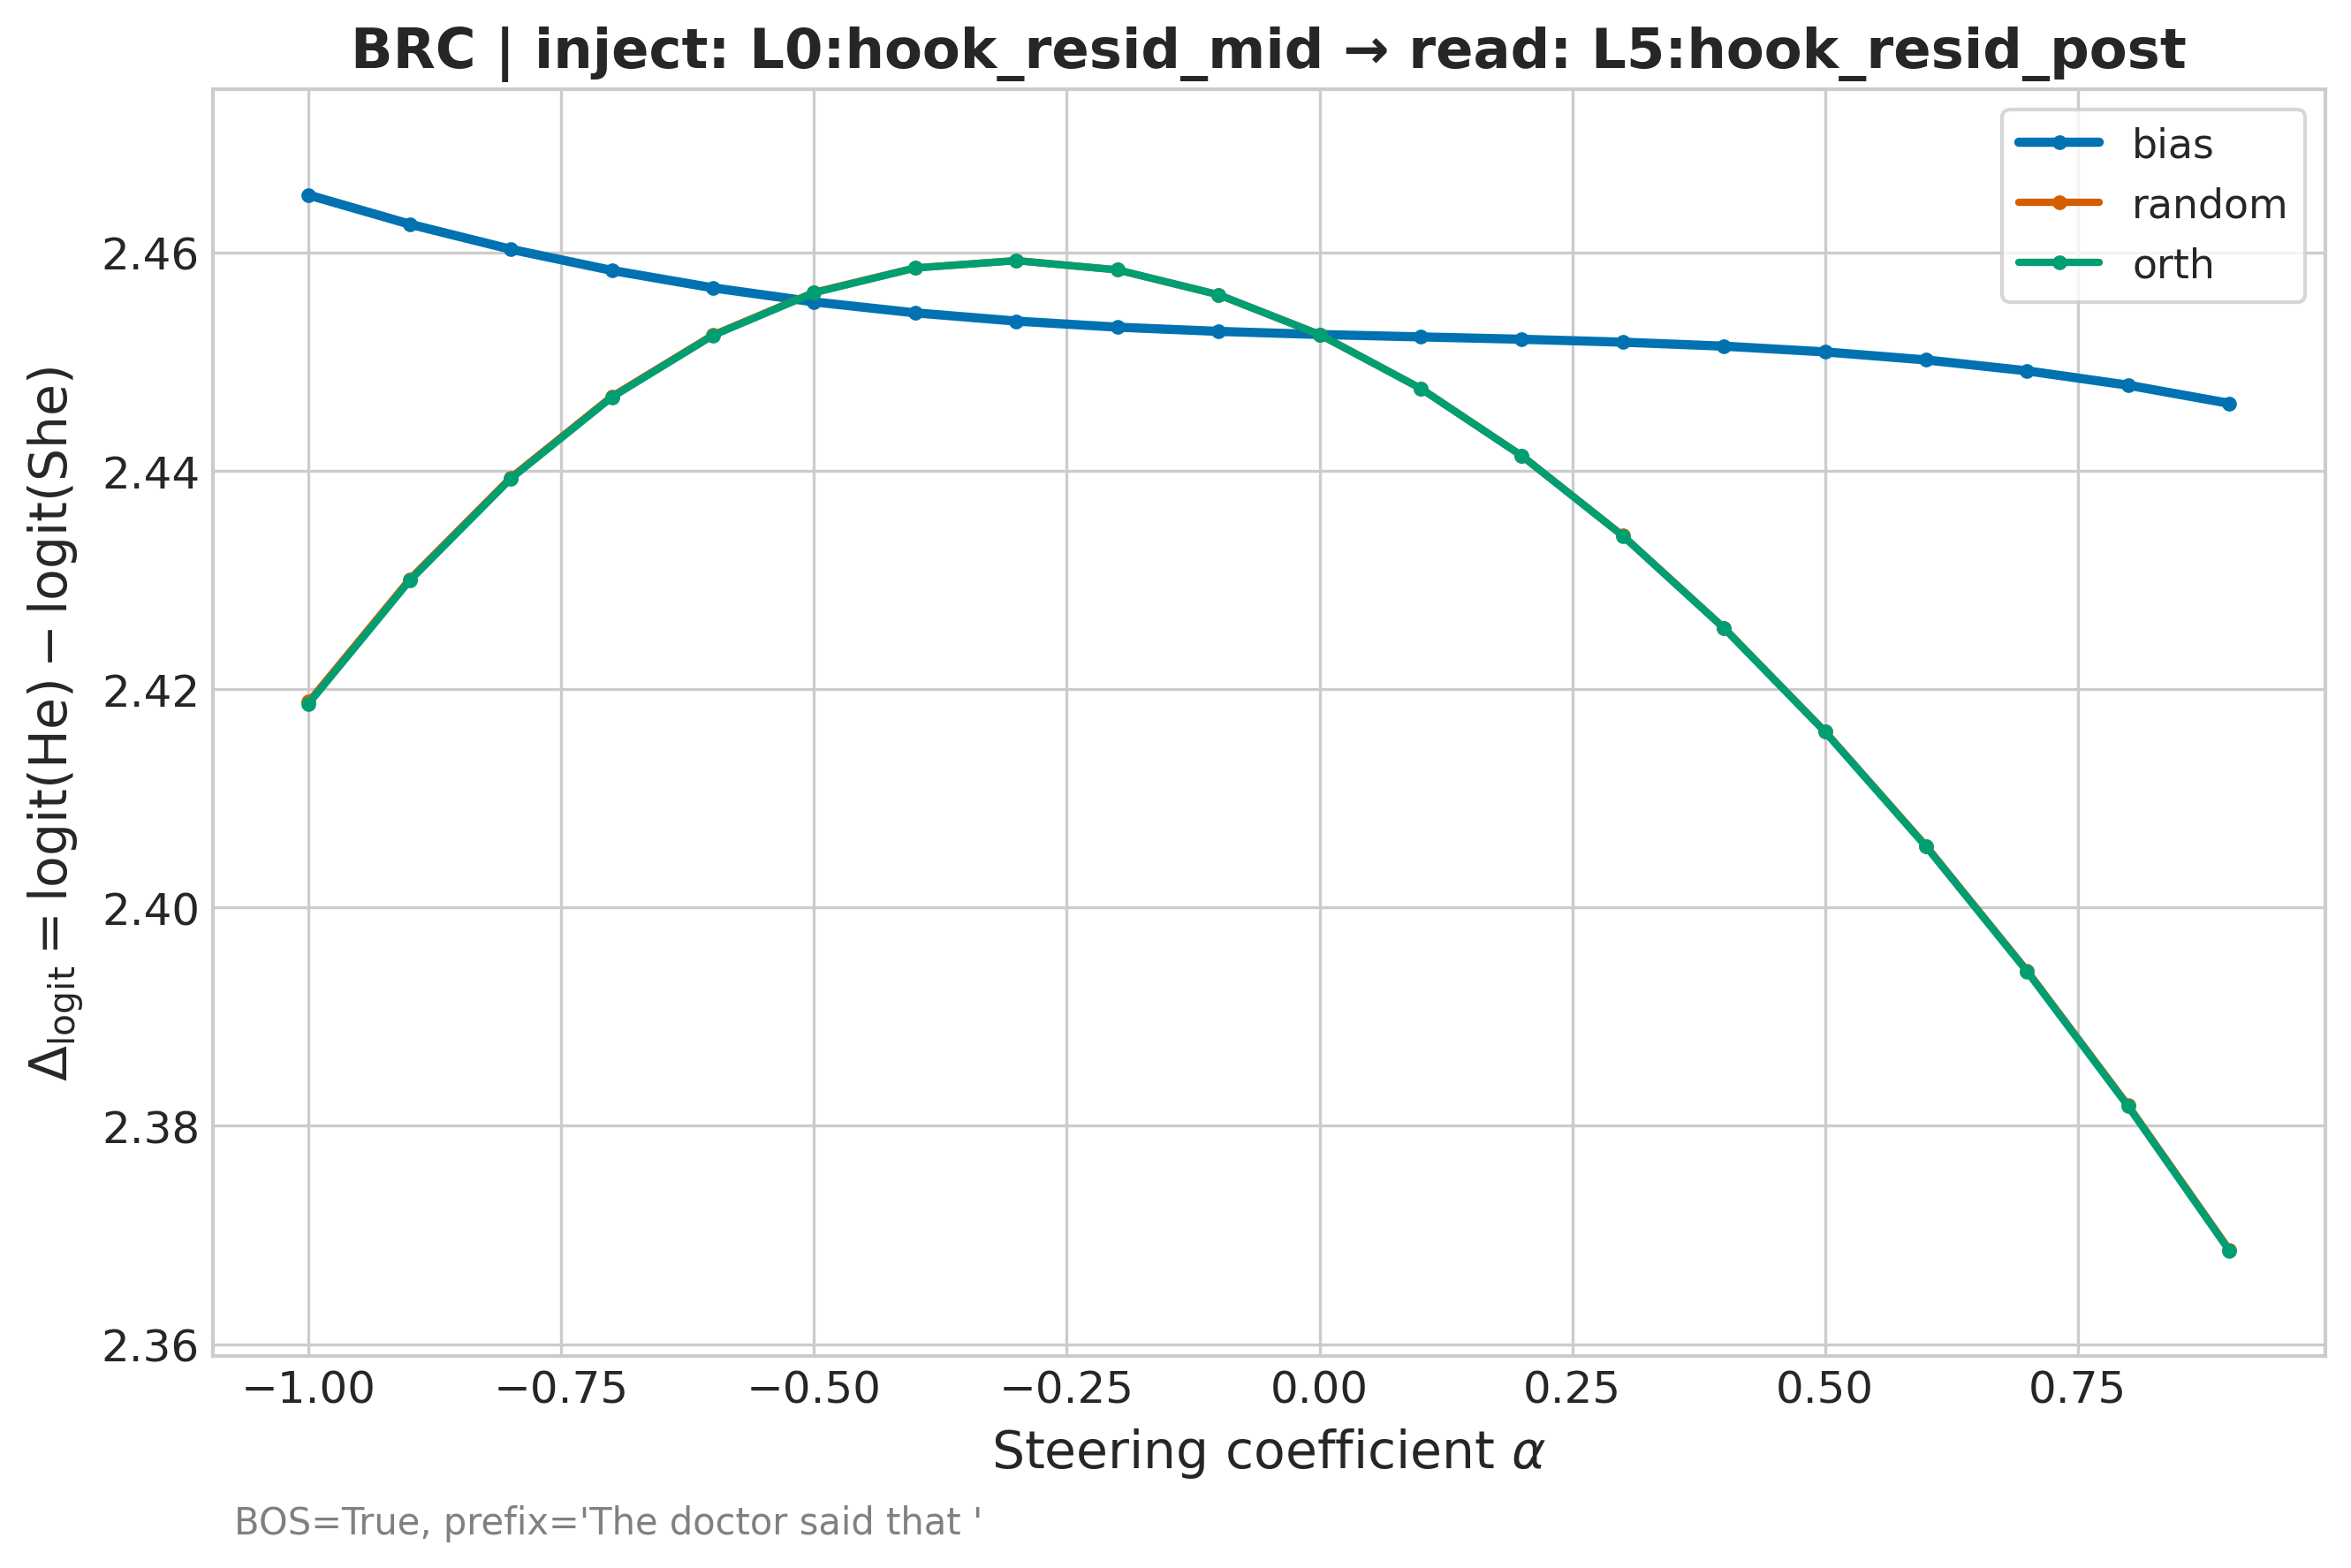 BRC | inject: L0:hook_resid_mid → read: L5:hook_resid_post
bias
random
orth
Δlogit = logit(He) − logit(She)
2.46
2.44
2.42
2.40
2.38
2.36
−1.00 −0.75 −0.50 −0.25 0.00 0.25 0.50 0.75
Steering coefficient α
BOS=True, prefix='The doctor said that '